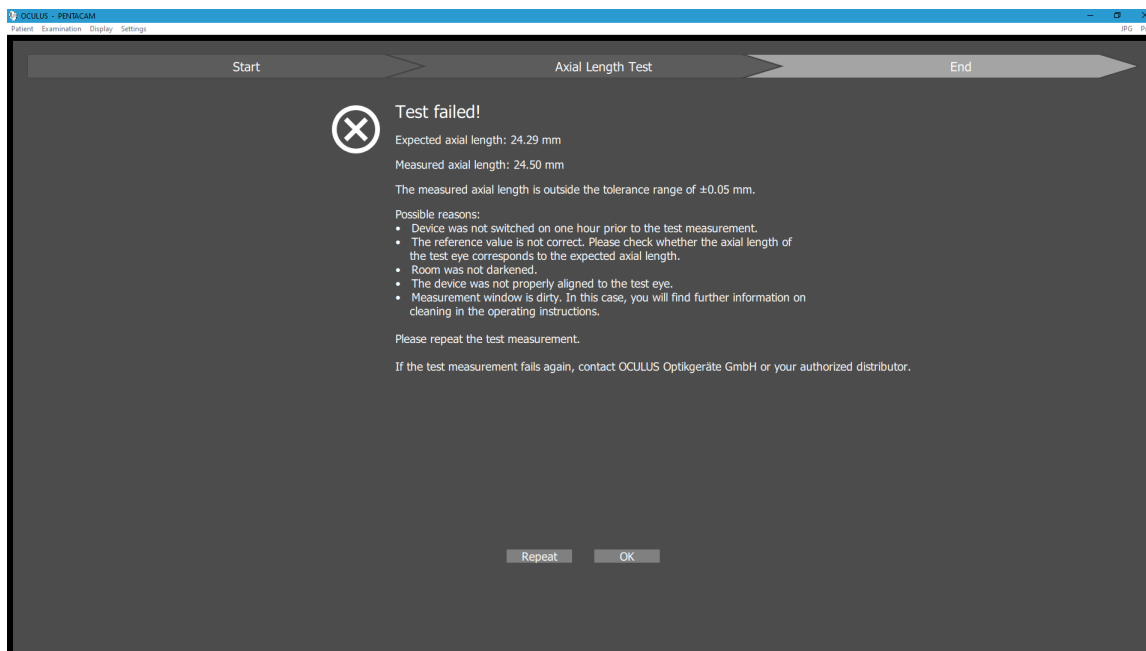 OCULUS - PENTACAM
Patient Examination Display Settings JPG
Start Axial Length Test End
Test failed!
Expected axial length: 24.29 mm
Measured axial length: 24.50 mm
The measured axial length is outside the tolerance range of ±0.05 mm.
Possible reasons:
• Device was not switched on one hour prior to the test measurement.
• The reference value is not correct. Please check whether the axial length of
the test eye corresponds to the expected axial length.
• Room was not darkened.
• The device was not properly aligned to the test eye.
• Measurement window is dirty. In this case, you will find further information on
cleaning in the operating instructions.
Please repeat the test measurement.
If the test measurement fails again, contact OCULUS Optikgeräte GmbH or your authorized distributor.
Repeat OK